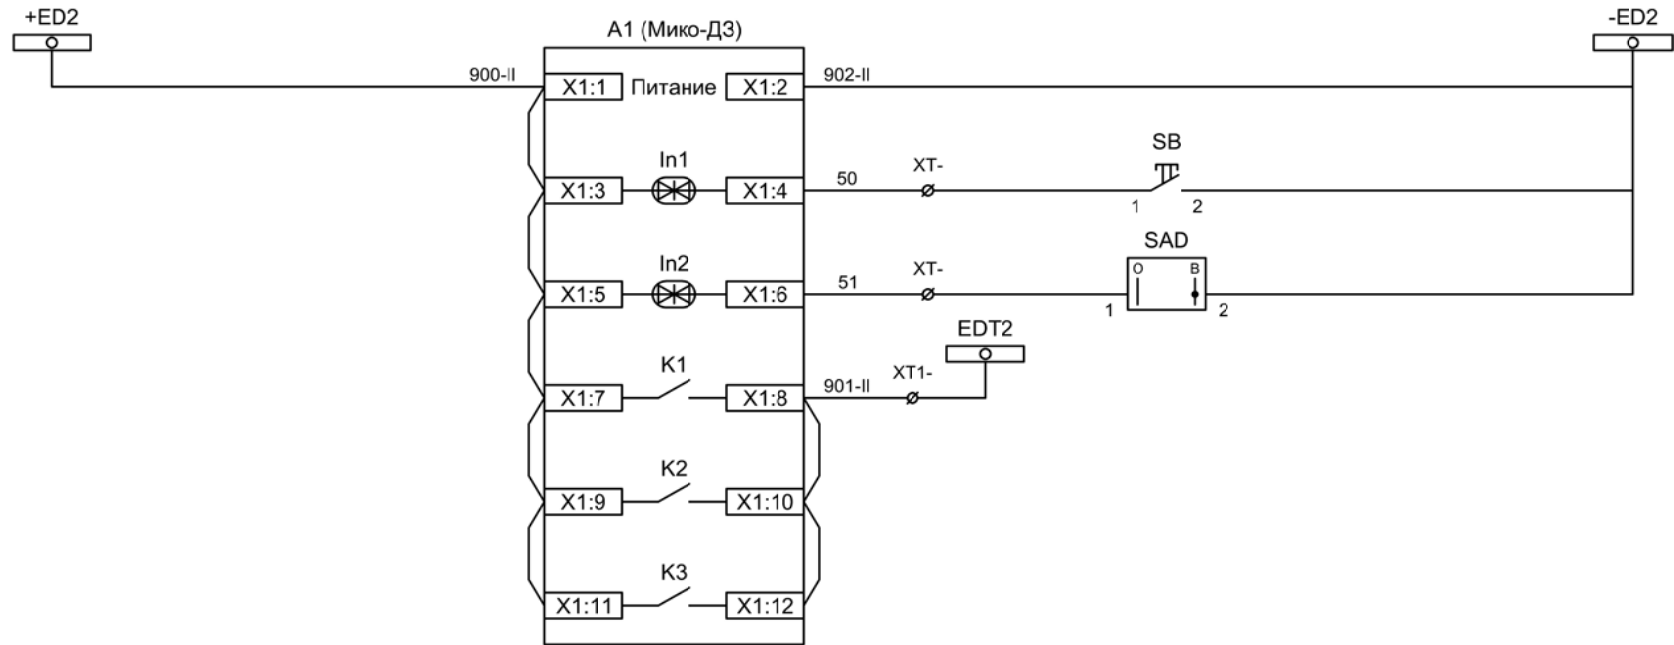 +ED2
A1 (Мико-ДЗ)
-ED2
900-II
X1:1
Питание
X1:2
902-II
SB
In1
XT-
X1:3
X1:4
50
1
2
SAD
In2
XT-
O
B
X1:5
X1:6
51
1
2
EDT2
K1
XT1-
X1:7
X1:8
901-II
K2
X1:9
X1:10
K3
X1:11
X1:12